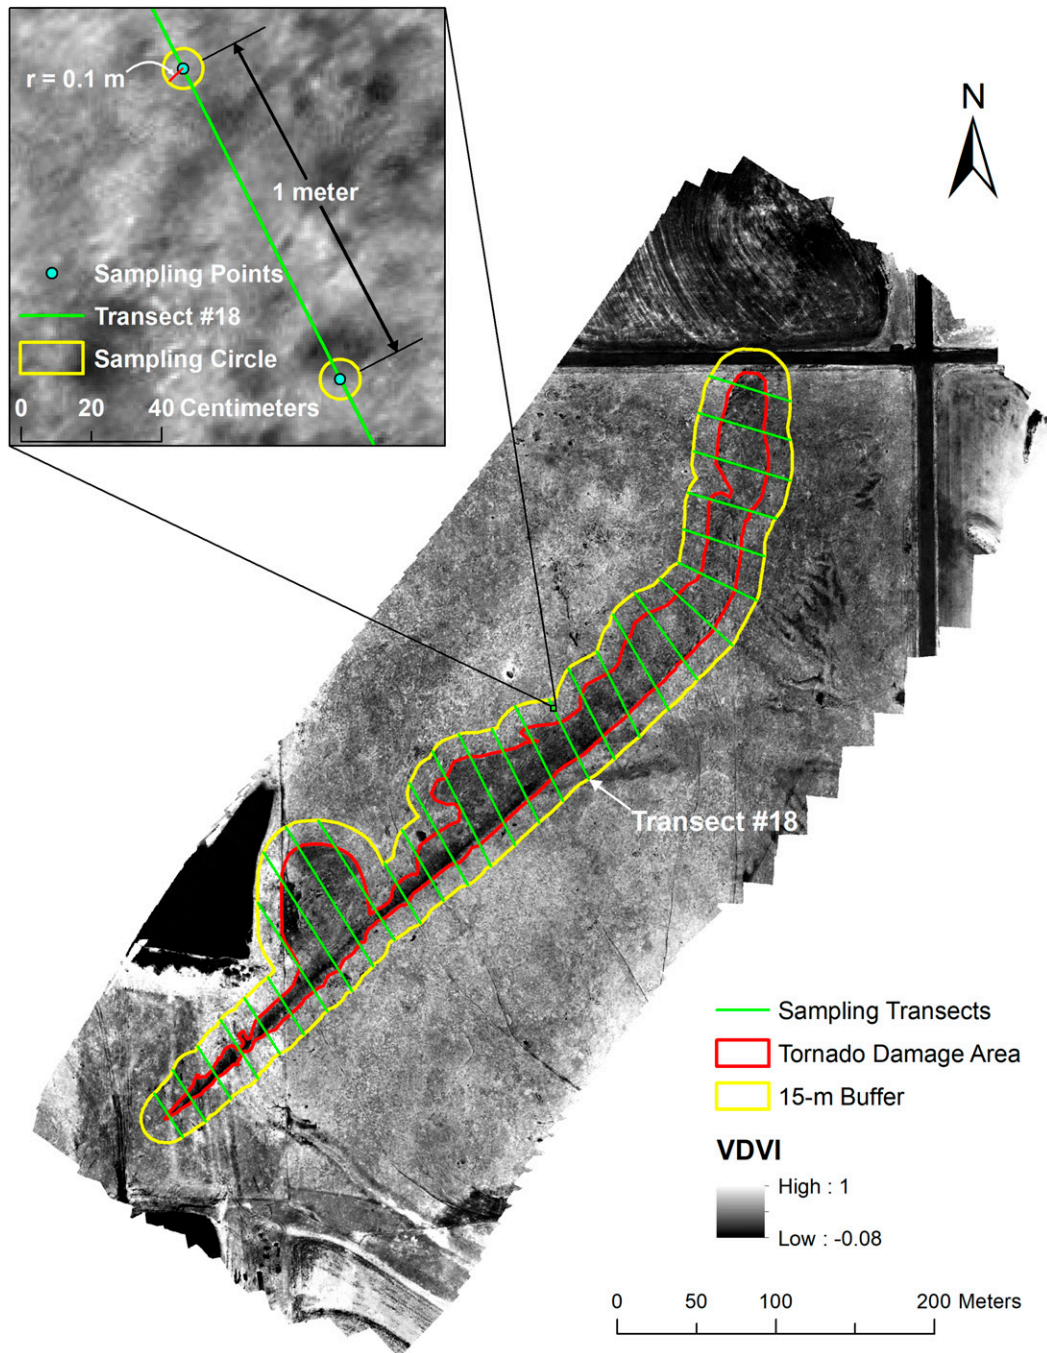 r = 0.1 m
1 meter
Sampling Points
Transect #18
Sampling Circle
0 20 40 Centimeters
N
Transect #18
Sampling Transects
Tornado Damage Area
15-m Buffer
VDVI
High : 1
Low : -0.08
0 50 100 200 Meters